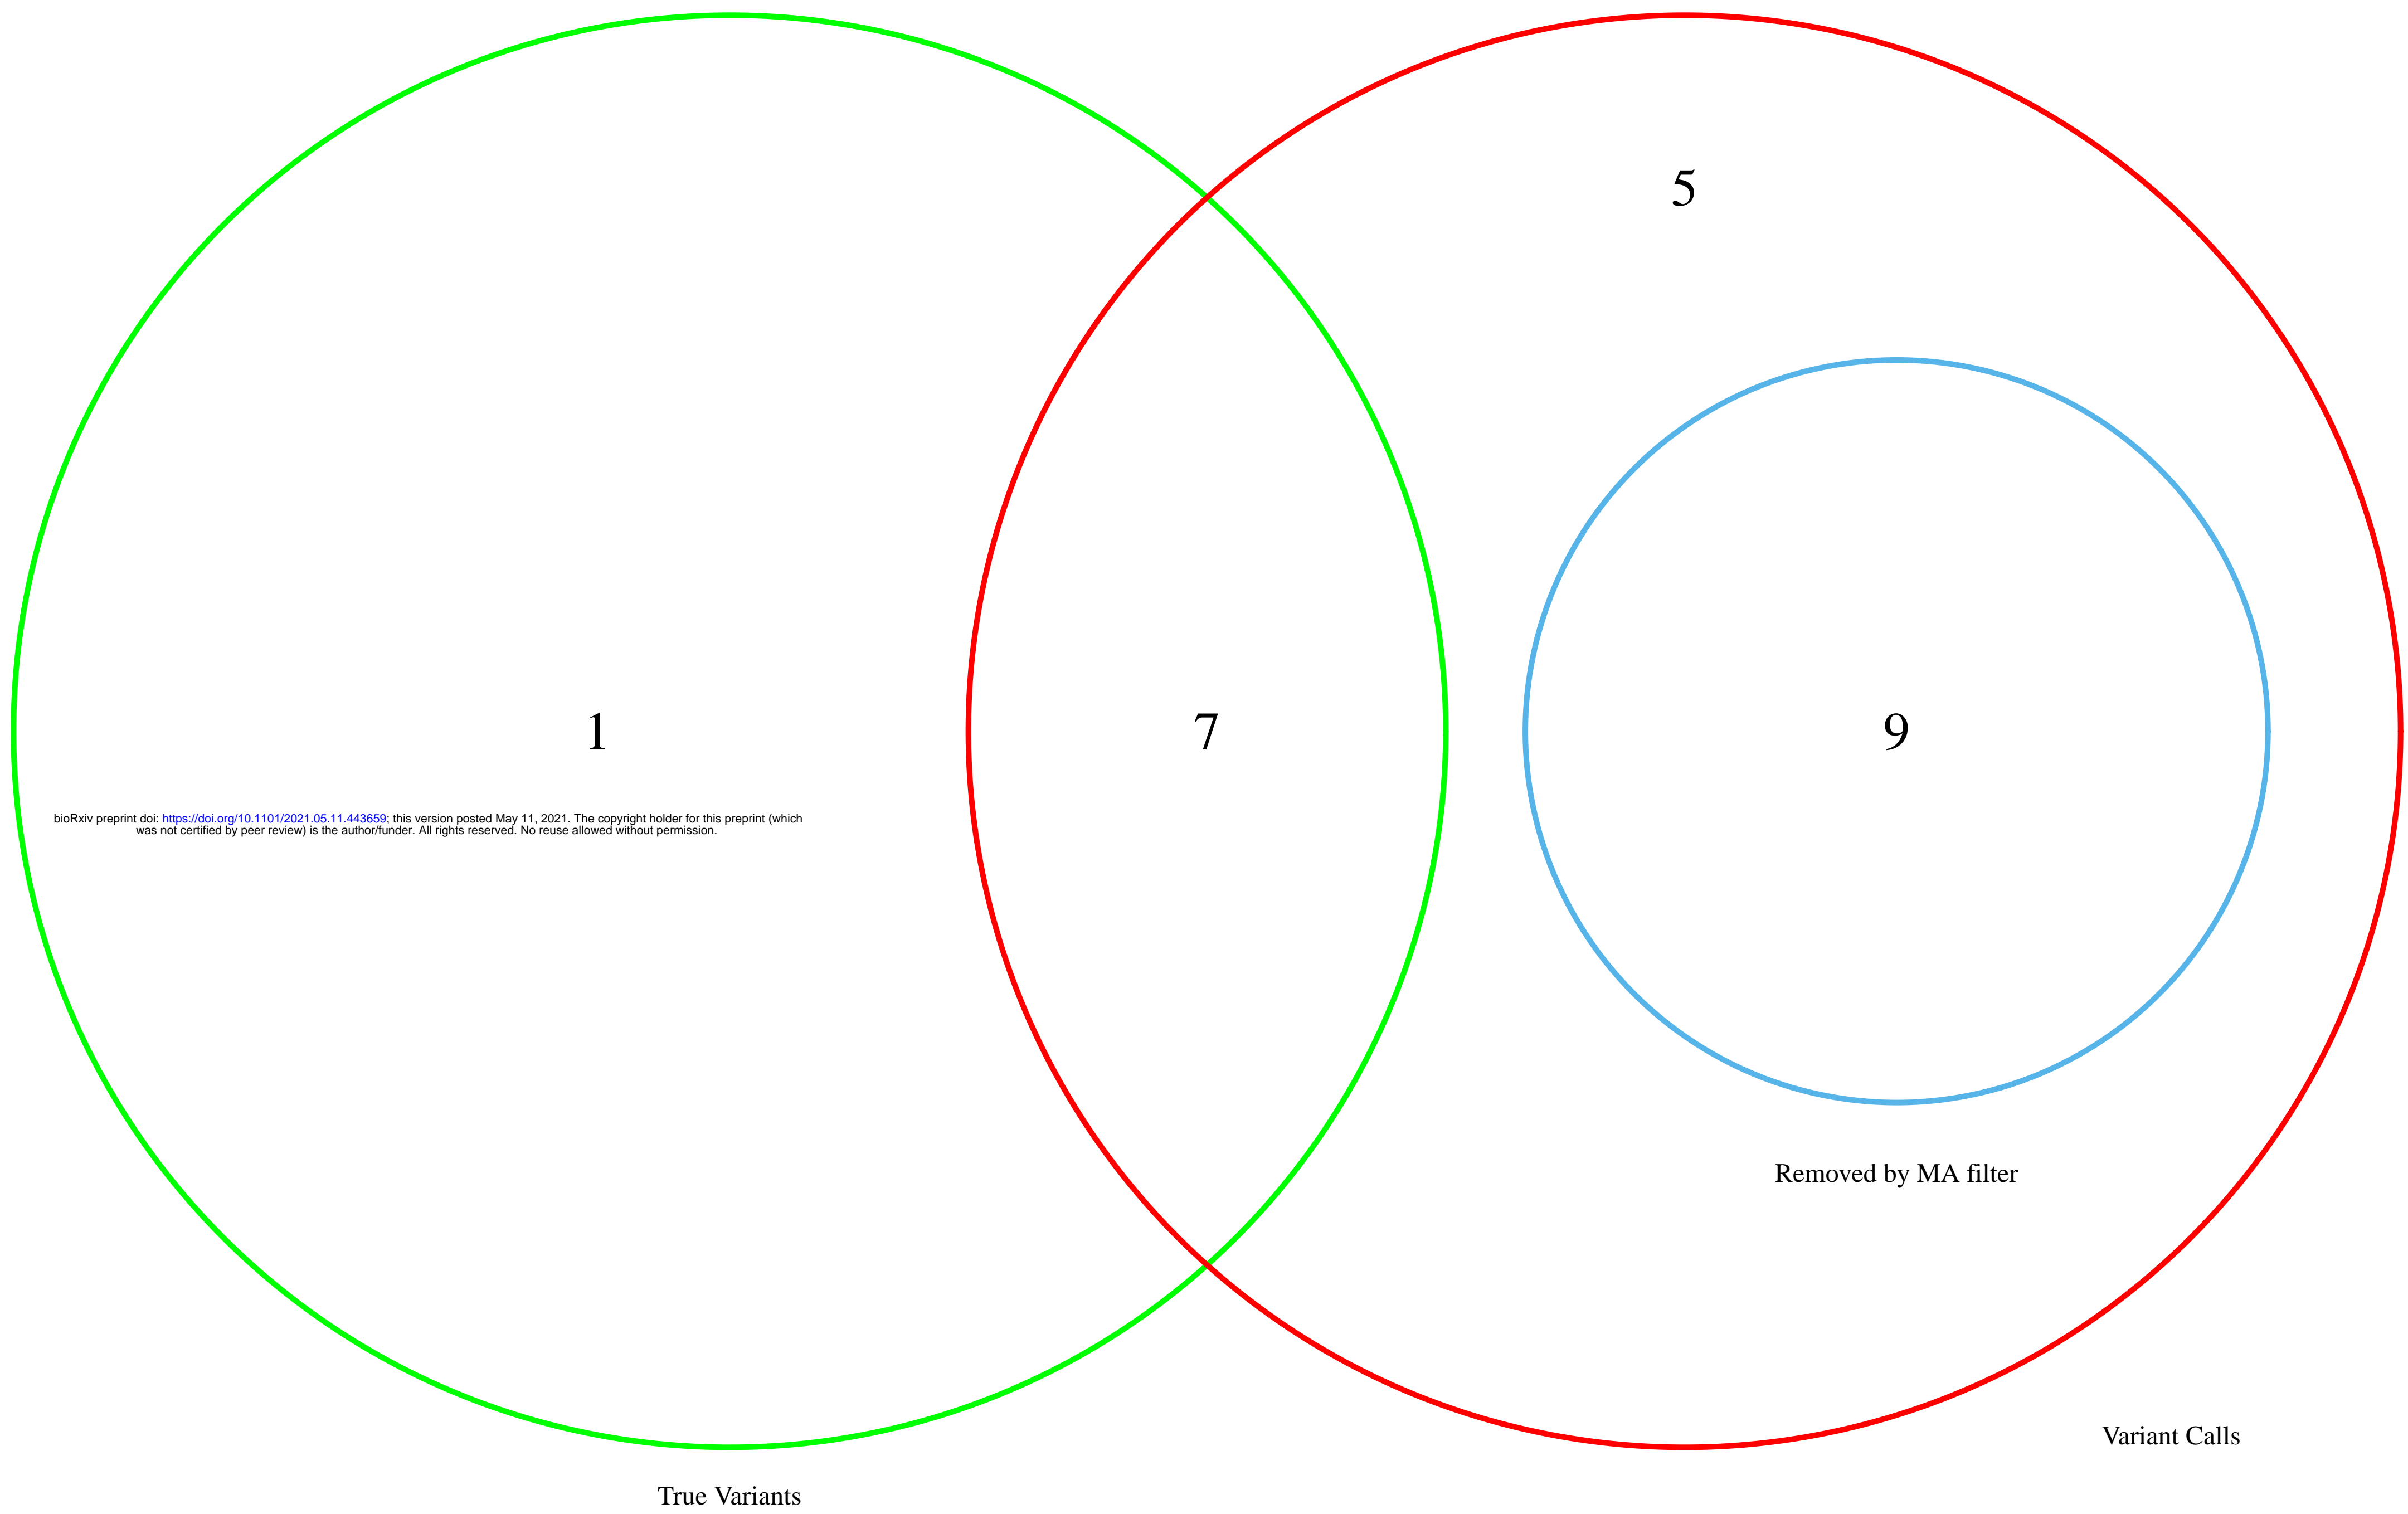 5
1
7
9
bioRxiv preprint doi: https://doi.org/10.1101/2021.05.11.443659; this version posted May 11, 2021. The copyright holder for this preprint (which
was not certified by peer review) is the author/funder. All rights reserved. No reuse allowed without permission.
Removed by MA filter
Variant Calls
True Variants